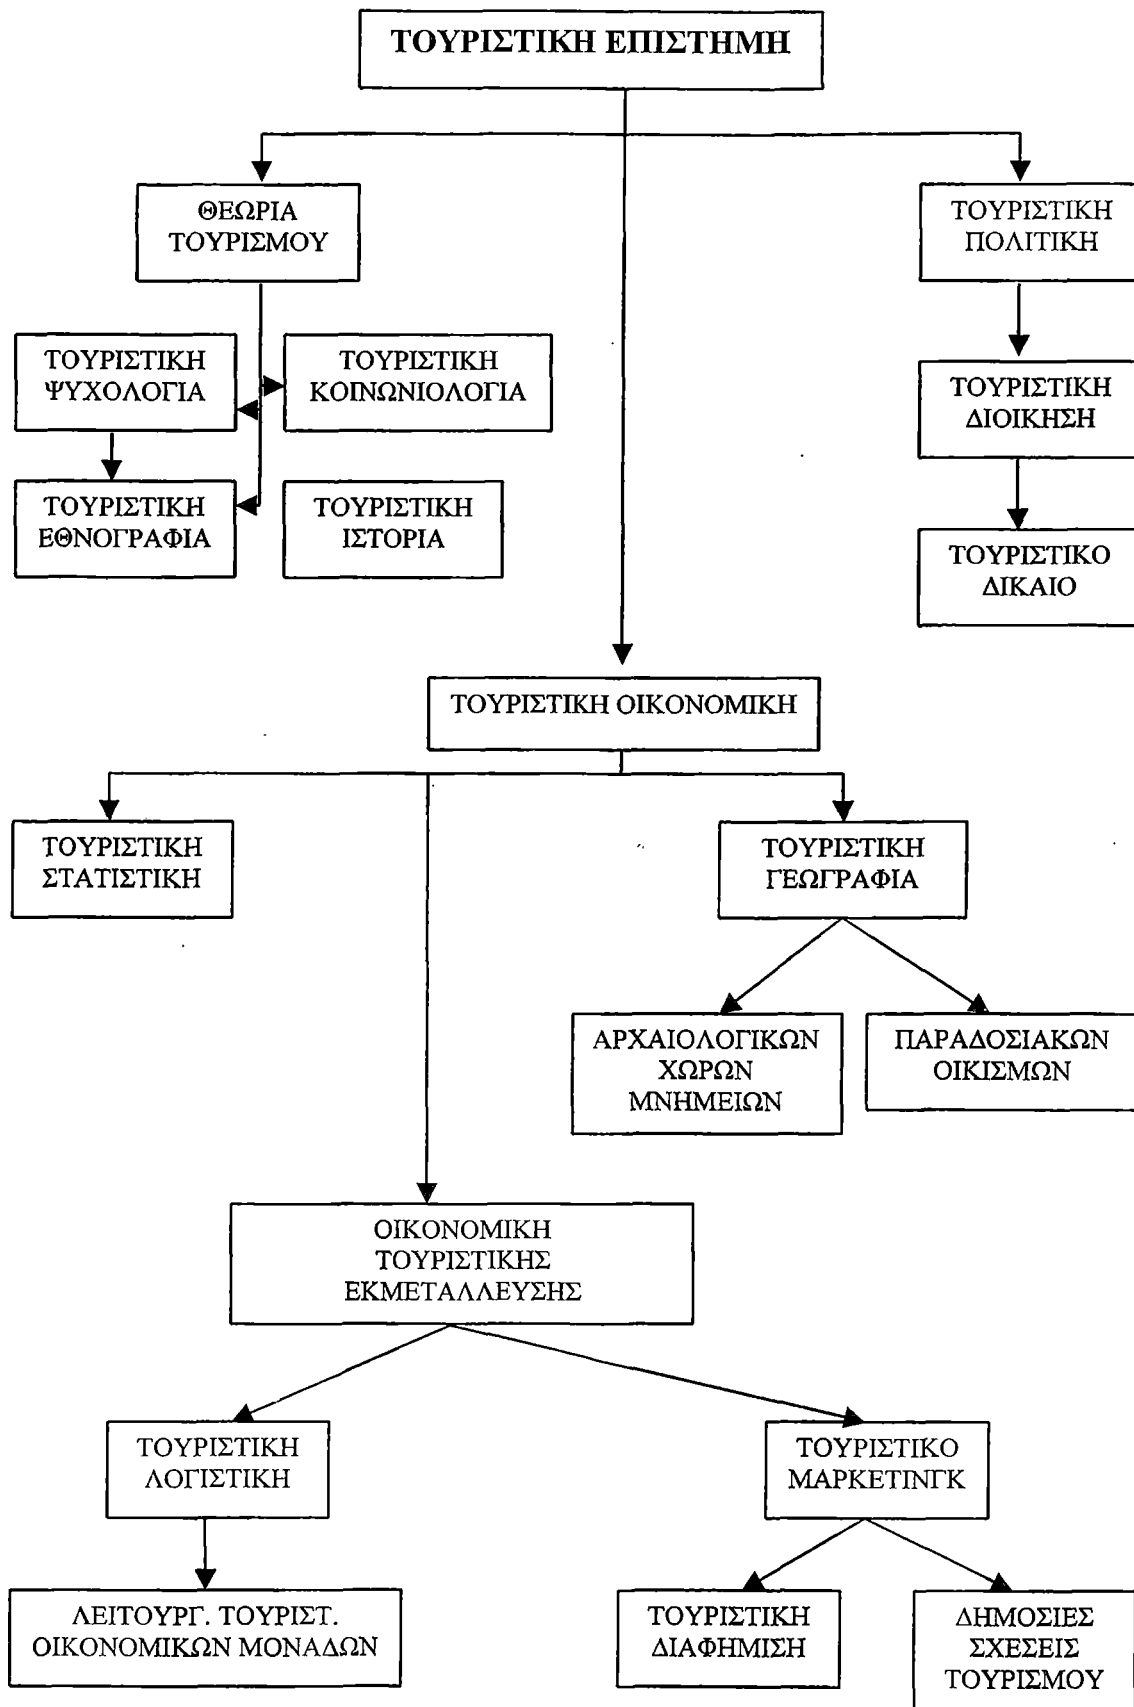 ΤΟΥΡΙΣΤΙΚΗ ΕΠΙΣΤΗΜΗ
ΘΕΩΡΙΑ
ΤΟΥΡΙΣΜΟΥ
ΤΟΥΡΙΣΤΙΚΗ
ΠΟΛΙΤΙΚΗ
ΤΟΥΡΙΣΤΙΚΗ
ΨΥΧΟΛΟΓΙΑ
ΤΟΥΡΙΣΤΙΚΗ
ΚΟΙΝΩΝΙΟΛΟΓΙΑ
ΤΟΥΡΙΣΤΙΚΗ
ΔΙΟΙΚΗΣΗ
ΤΟΥΡΙΣΤΙΚΗ
ΕΘΝΟΓΡΑΦΙΑ
ΤΟΥΡΙΣΤΙΚΗ
ΙΣΤΟΡΙΑ
ΤΟΥΡΙΣΤΙΚΟ
ΔΙΚΑΙΟ
ΤΟΥΡΙΣΤΙΚΗ ΟΙΚΟΝΟΜΙΚΗ
ΤΟΥΡΙΣΤΙΚΗ
ΣΤΑΤΙΣΤΙΚΗ
ΤΟΥΡΙΣΤΙΚΗ
ΓΕΩΓΡΑΦΙΑ
ΑΡΧΑΙΟΛΟΓΙΚΩΝ
ΧΩΡΩΝ
ΜΝΗΜΕΙΩΝ
ΠΑΡΑΔΟΣΙΑΚΩΝ
ΟΙΚΙΣΜΩΝ
ΟΙΚΟΝΟΜΙΚΗ
ΤΟΥΡΙΣΤΙΚΗΣ
ΕΚΜΕΤΑΛΛΕΥΣΗΣ
ΤΟΥΡΙΣΤΙΚΗ
ΛΟΓΙΣΤΙΚΗ
ΤΟΥΡΙΣΤΙΚΟ
ΜΑΡΚΕΤΙΝΓΚ
ΛΕΙΤΟΥΡΓ. ΤΟΥΡΙΣΤ.
ΟΙΚΟΝΟΜΙΚΩΝ ΜΟΝΑΔΩΝ
ΤΟΥΡΙΣΤΙΚΗ
ΔΙΑΦΗΜΙΣΗ
ΔΗΜΟΣΙΕΣ
ΣΧΕΣΕΙΣ
ΤΟΥΡΙΣΜΟΥ